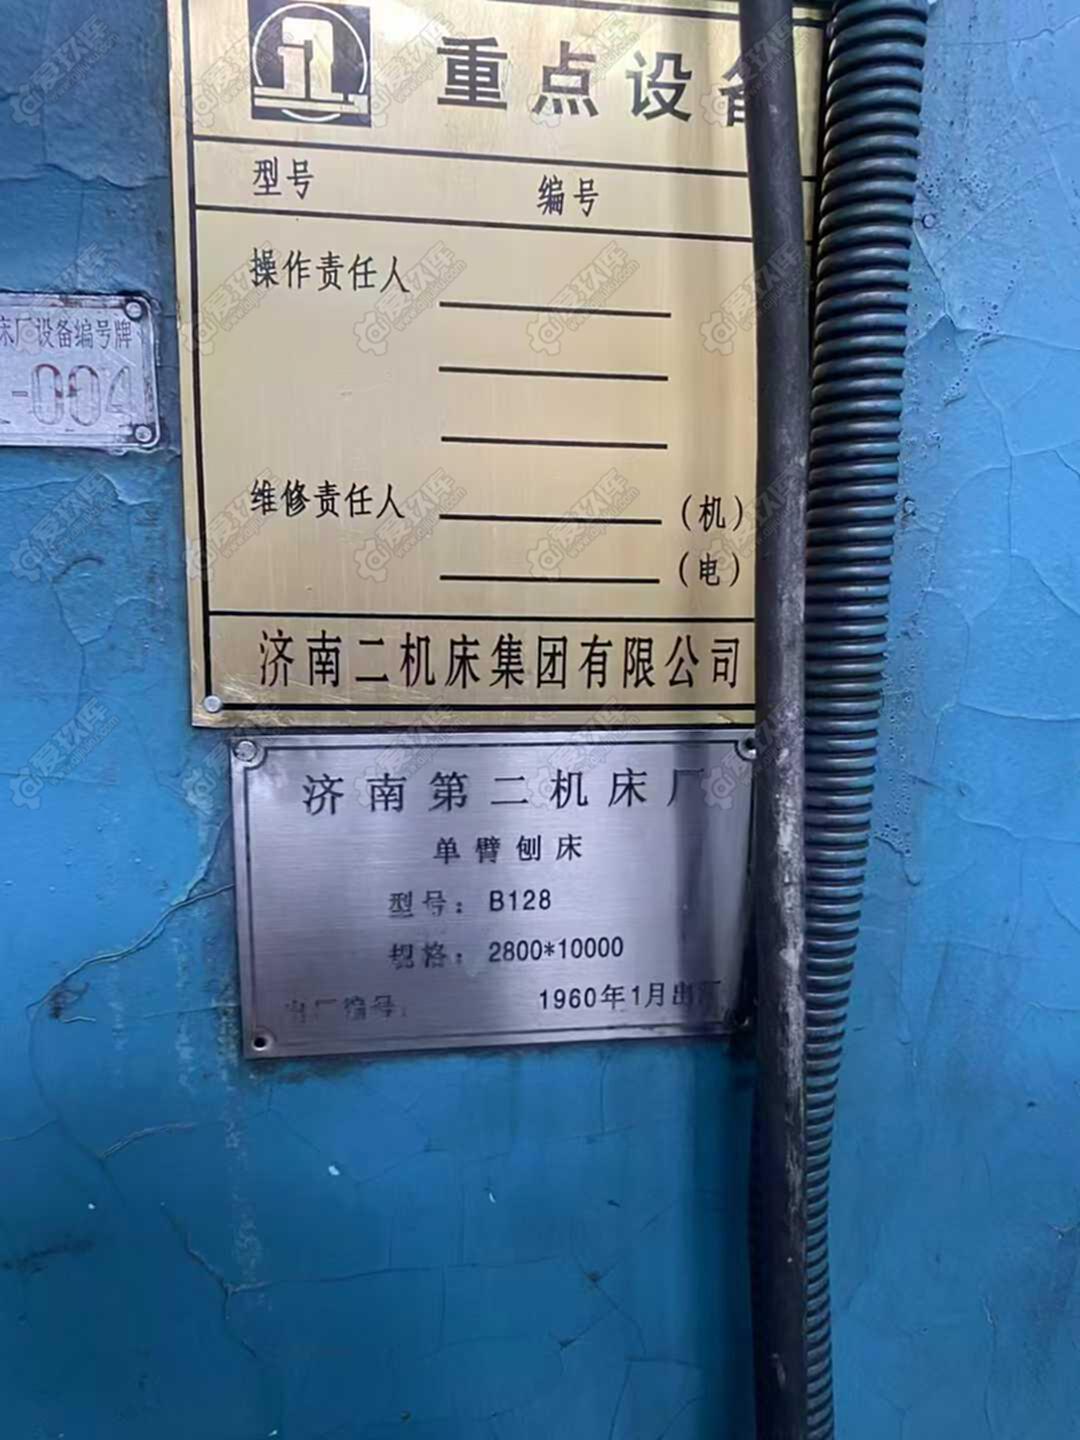 重点设备
型号 编号
操作责任人
维修责任人 (机)
(电)
济南二机床集团有限公司
床厂设备编号牌
-004
济南第二机床厂
单臂刨床
型号: B128
规格: 2800*10000
出厂编号: 1960年1月出厂